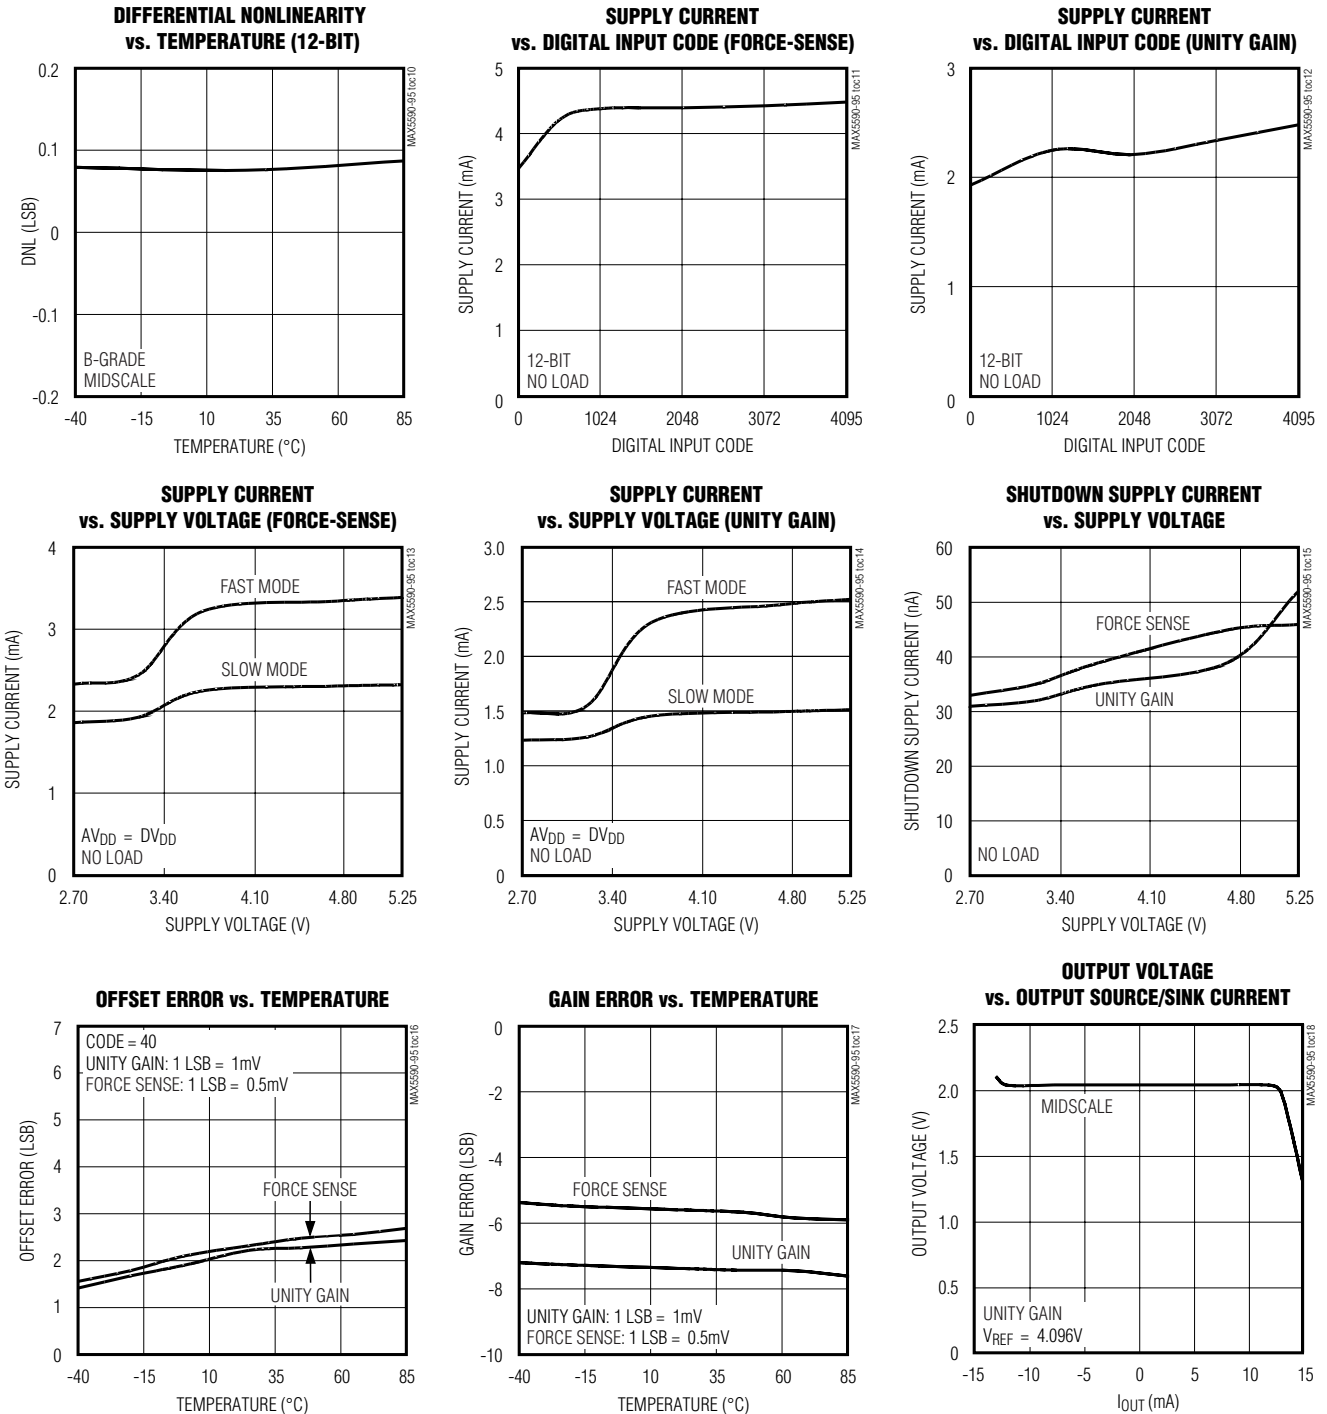 DIFFERENTIAL NONLINEARITY
vs. TEMPERATURE (12-BIT)
MAX5590-95 toc10
DNL (LSB)
0.2
0.1
0
-0.1
-0.2
B-GRADE
MIDSCALE
-40 -15 10 35 60 85
TEMPERATURE (°C)
SUPPLY CURRENT
vs. DIGITAL INPUT CODE (FORCE-SENSE)
MAX5590-95 toc11
SUPPLY CURRENT (mA)
5
4
3
2
1
0
12-BIT
NO LOAD
0 1024 2048 3072 4095
DIGITAL INPUT CODE
SUPPLY CURRENT
vs. DIGITAL INPUT CODE (UNITY GAIN)
MAX5590-95 toc12
SUPPLY CURRENT (mA)
3
2
1
0
12-BIT
NO LOAD
0 1024 2048 3072 4095
DIGITAL INPUT CODE
SUPPLY CURRENT
vs. SUPPLY VOLTAGE (FORCE-SENSE)
MAX5590-95 toc13
SUPPLY CURRENT (mA)
4
3
2
1
0
FAST MODE
SLOW MODE
AVDD = DVDD
NO LOAD
2.70 3.40 4.10 4.80 5.25
SUPPLY VOLTAGE (V)
SUPPLY CURRENT
vs. SUPPLY VOLTAGE (UNITY GAIN)
MAX5590-95 toc14
SUPPLY CURRENT (mA)
3.0
2.5
2.0
1.5
1.0
0.5
0
FAST MODE
SLOW MODE
AVDD = DVDD
NO LOAD
2.70 3.40 4.10 4.80 5.25
SUPPLY VOLTAGE (V)
SHUTDOWN SUPPLY CURRENT
vs. SUPPLY VOLTAGE
MAX5590-95 toc15
SHUTDOWN SUPPLY CURRENT (nA)
60
50
40
30
20
10
0
FORCE SENSE
UNITY GAIN
NO LOAD
2.70 3.40 4.10 4.80 5.25
SUPPLY VOLTAGE (V)
OFFSET ERROR vs. TEMPERATURE
MAX5590-95 toc16
OFFSET ERROR (LSB)
7
6
5
4
3
2
1
0
CODE = 40
UNITY GAIN: 1 LSB = 1mV
FORCE SENSE: 1 LSB = 0.5mV
FORCE SENSE
UNITY GAIN
-40 -15 10 35 60 85
TEMPERATURE (°C)
GAIN ERROR vs. TEMPERATURE
MAX5590-95 toc17
GAIN ERROR (LSB)
0
-2
-4
-6
-8
-10
FORCE SENSE
UNITY GAIN
UNITY GAIN: 1 LSB = 1mV
FORCE SENSE: 1 LSB = 0.5mV
-40 -15 10 35 60 85
TEMPERATURE (°C)
OUTPUT VOLTAGE
vs. OUTPUT SOURCE/SINK CURRENT
MAX5590-95 toc18
OUTPUT VOLTAGE (V)
2.5
2.0
1.5
1.0
0.5
0
MIDSCALE
UNITY GAIN
VREF = 4.096V
-15 -10 -5 0 5 10 15
IOUT (mA)